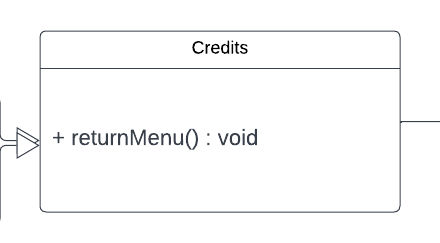 Credits
+ returnMenu() : void